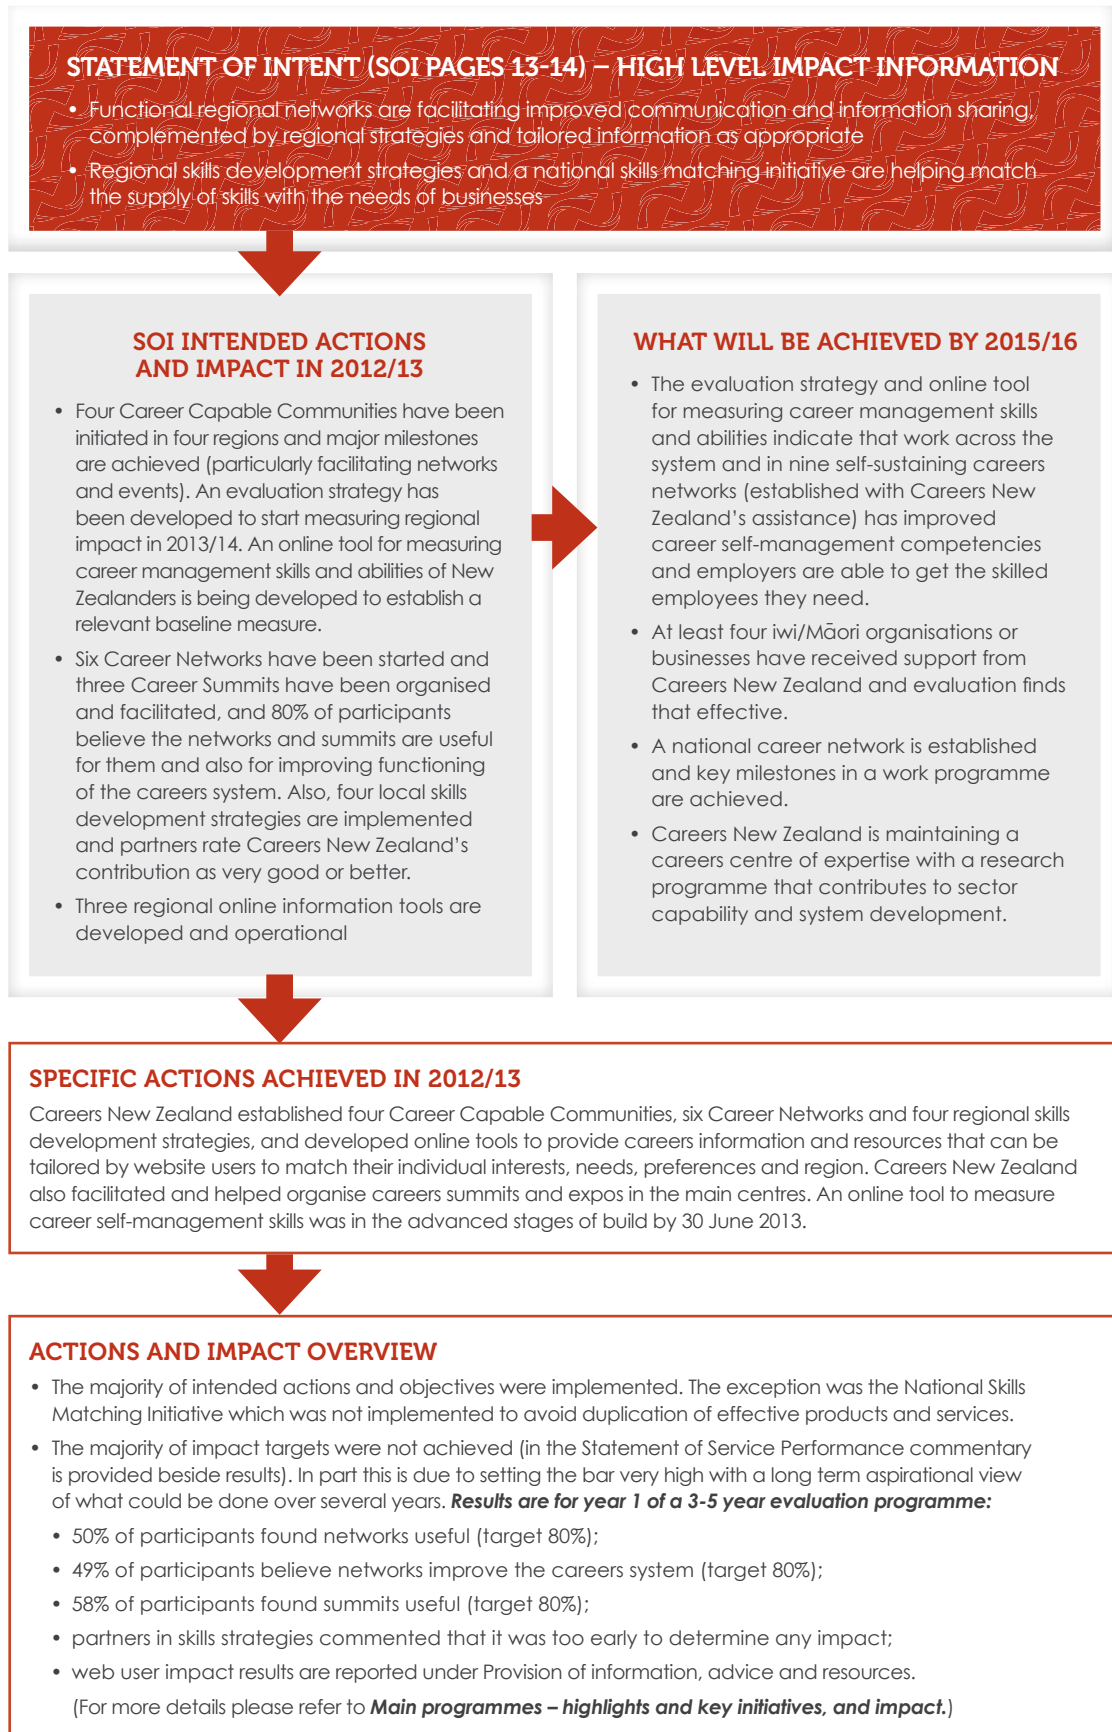 STATEMENT OF INTENT (SOI PAGES 13-14) – HIGH LEVEL IMPACT INFORMATION
• Functional regional networks are facilitating improved communication and information sharing,
complemented by regional strategies and tailored information as appropriate
• Regional skills development strategies and a national skills matching initiative are helping match
the supply of skills with the needs of businesses
SOI INTENDED ACTIONS
AND IMPACT IN 2012/13
• Four Career Capable Communities have been
initiated in four regions and major milestones
are achieved (particularly facilitating networks
and events). An evaluation strategy has
been developed to start measuring regional
impact in 2013/14. An online tool for measuring
career management skills and abilities of New
Zealanders is being developed to establish a
relevant baseline measure.
• Six Career Networks have been started and
three Career Summits have been organised
and facilitated, and 80% of participants
believe the networks and summits are useful
for them and also for improving functioning
of the careers system. Also, four local skills
development strategies are implemented
and partners rate Careers New Zealand's
contribution as very good or better.
• Three regional online information tools are
developed and operational
WHAT WILL BE ACHIEVED BY 2015/16
• The evaluation strategy and online tool
for measuring career management skills
and abilities indicate that work across the
system and in nine self-sustaining careers
networks (established with Careers New
Zealand's assistance) has improved
career self-management competencies
and employers are able to get the skilled
employees they need.
• At least four iwi/Māori organisations or
businesses have received support from
Careers New Zealand and evaluation finds
that effective.
• A national career network is established
and key milestones in a work programme
are achieved.
• Careers New Zealand is maintaining a
careers centre of expertise with a research
programme that contributes to sector
capability and system development.
SPECIFIC ACTIONS ACHIEVED IN 2012/13
Careers New Zealand established four Career Capable Communities, six Career Networks and four regional skills
development strategies, and developed online tools to provide careers information and resources that can be
tailored by website users to match their individual interests, needs, preferences and region. Careers New Zealand
also facilitated and helped organise careers summits and expos in the main centres. An online tool to measure
career self-management skills was in the advanced stages of build by 30 June 2013.
ACTIONS AND IMPACT OVERVIEW
• The majority of intended actions and objectives were implemented. The exception was the National Skills
Matching Initiative which was not implemented to avoid duplication of effective products and services.
• The majority of impact targets were not achieved (in the Statement of Service Performance commentary
is provided beside results). In part this is due to setting the bar very high with a long term aspirational view
of what could be done over several years. Results are for year 1 of a 3-5 year evaluation programme:
• 50% of participants found networks useful (target 80%);
• 49% of participants believe networks improve the careers system (target 80%);
• 58% of participants found summits useful (target 80%);
• partners in skills strategies commented that it was too early to determine any impact;
• web user impact results are reported under Provision of information, advice and resources.
(For more details please refer to Main programmes – highlights and key initiatives, and impact.)